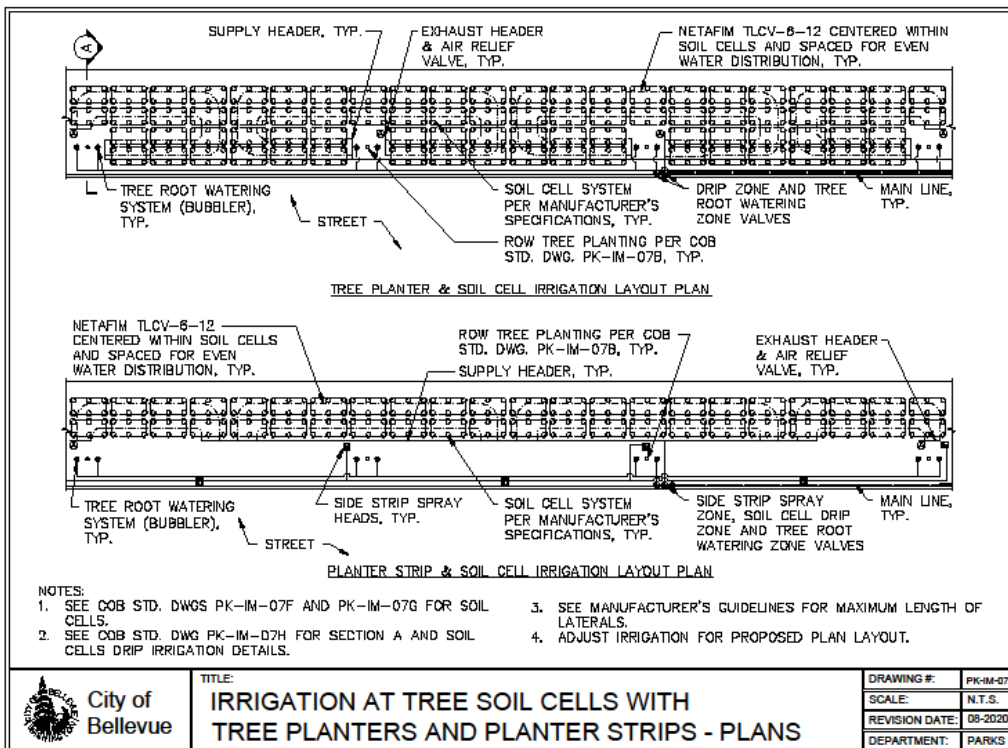 SUPPLY HEADER, TYP.
EXHAUST HEADER
& AIR RELIEF
VALVE, TYP.
NETAFIM TLCV-6-12 CENTERED WITHIN
SOIL CELLS AND SPACED FOR EVEN
WATER DISTRIBUTION, TYP.
A
TREE ROOT WATERING
SYSTEM (BUBBLER),
TYP.
STREET
SOIL CELL SYSTEM
PER MANUFACTURER'S
SPECIFICATIONS, TYP.
ROW TREE PLANTING PER COB
STD. DWG. PK-IM-07B, TYP.
DRIP ZONE AND TREE
ROOT WATERING
ZONE VALVES
MAIN LINE,
TYP.
TREE PLANTER & SOIL CELL IRRIGATION LAYOUT PLAN
NETAFIM TLCV-6-12
CENTERED WITHIN SOIL CELLS
AND SPACED FOR EVEN
WATER DISTRIBUTION, TYP.
ROW TREE PLANTING PER COB
STD. DWG. PK-IM-07B, TYP.
SUPPLY HEADER, TYP.
EXHAUST HEADER
& AIR RELIEF
VALVE, TYP.
TREE ROOT WATERING
SYSTEM (BUBBLER),
TYP.
STREET
SIDE STRIP SPRAY
HEADS, TYP.
SOIL CELL SYSTEM
PER MANUFACTURER'S
SPECIFICATIONS, TYP.
SIDE STRIP SPRAY
ZONE, SOIL CELL DRIP
ZONE AND TREE ROOT
WATERING ZONE VALVES
MAIN LINE,
TYP.
PLANTER STRIP & SOIL CELL IRRIGATION LAYOUT PLAN
NOTES:
1. SEE COB STD. DWGS PK-IM-07F AND PK-IM-07G FOR SOIL
CELLS.
2. SEE COB STD. DWG PK-IM-07H FOR SECTION A AND SOIL
CELLS DRIP IRRIGATION DETAILS.
3. SEE MANUFACTURER'S GUIDELINES FOR MAXIMUM LENGTH OF
LATERALS.
4. ADJUST IRRIGATION FOR PROPOSED PLAN LAYOUT.
City of
Bellevue
TITLE:
IRRIGATION AT TREE SOIL CELLS WITH
TREE PLANTERS AND PLANTER STRIPS - PLANS
DRAWING #: PK-IM-07
SCALE: N.T.S.
REVISION DATE: 08-2020
DEPARTMENT: PARKS